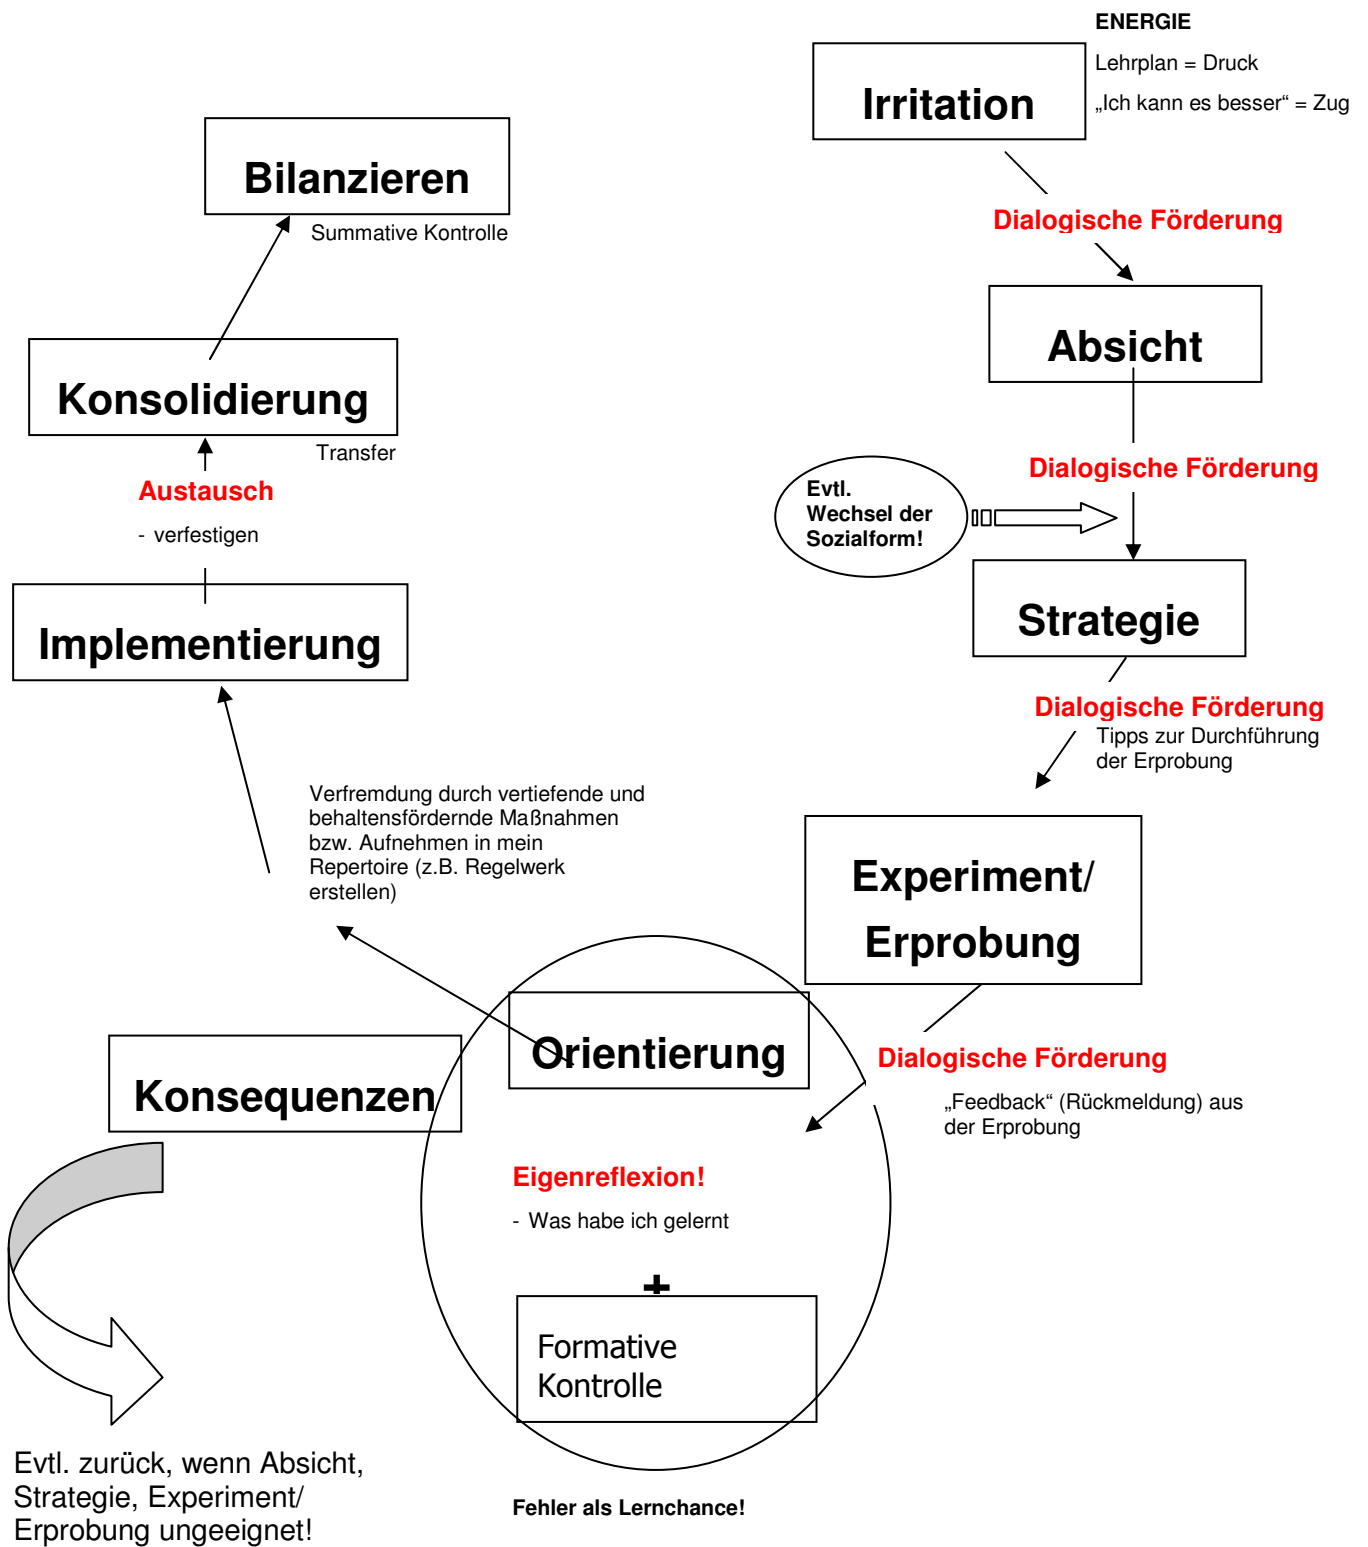 ENERGIE
Lehrplan = Druck
„Ich kann es besser“ = Zug
Irritation
Dialogische Förderung
Absicht
Dialogische Förderung
Evtl.
Wechsel der
Sozialform!
Strategie
Dialogische Förderung
Tipps zur Durchführung
der Erprobung
Experiment/
Erprobung
Dialogische Förderung
„Feedback“ (Rückmeldung) aus
der Erprobung
Orientierung
Eigenreflexion!
- Was habe ich gelernt
+
Formative
Kontrolle
Fehler als Lernchance!
Konsequenzen
Evtl. zurück, wenn Absicht,
Strategie, Experiment/
Erprobung ungeeignet!
Verfremdung durch vertiefende und
behaltensfördernde Maßnahmen
bzw. Aufnehmen in mein
Repertoire (z.B. Regelwerk
erstellen)
Implementierung
Austausch
- verfestigen
Konsolidierung
Transfer
Bilanzieren
Summative Kontrolle